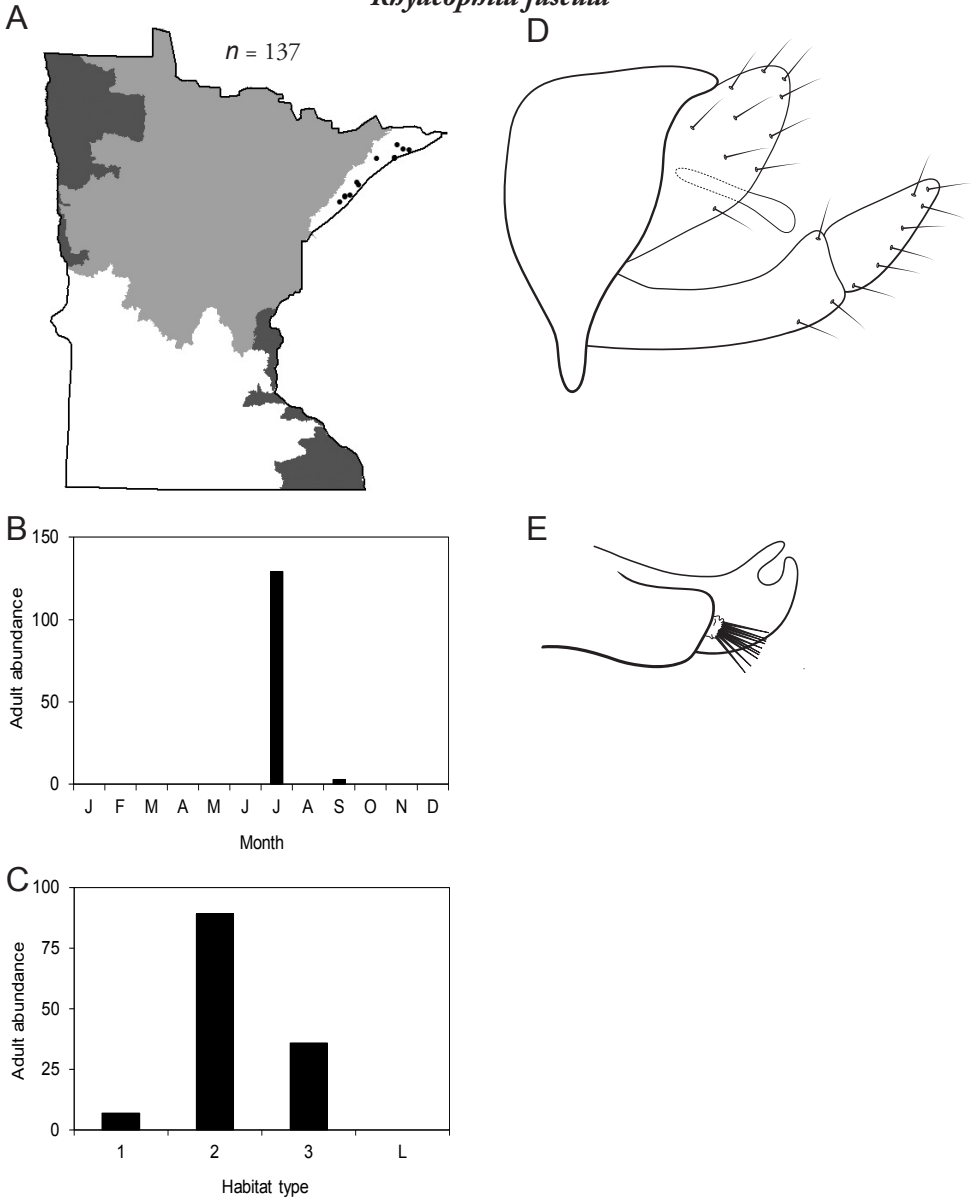 Rhyacophila fuscula
A
n = 137
D
B
150
100
50
0
Adult abundance
J F M A M J J A S O N D
Month
E
C
100
75
50
25
0
Adult abundance
1 2 3 L
Habitat type